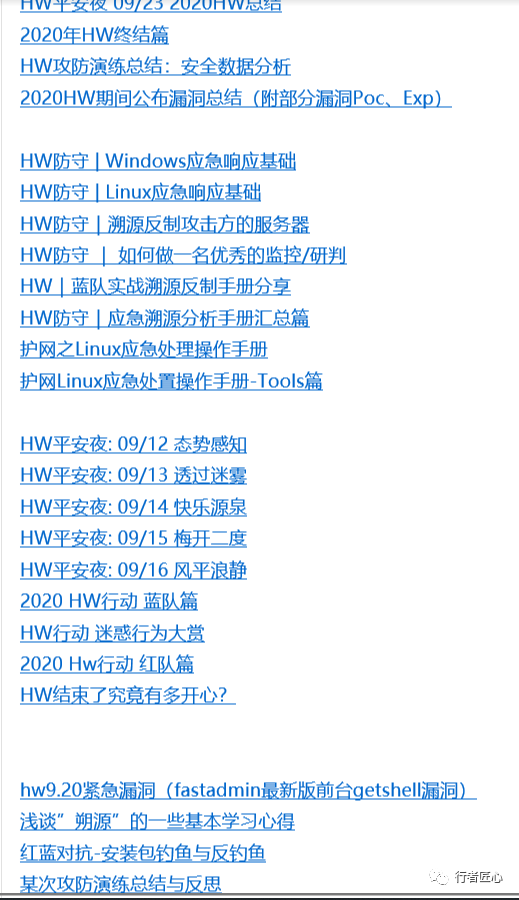 HW平安夜 09/23 2020HW总结
2020年HW终结篇
HW攻防演练总结：安全数据分析
2020HW期间公布漏洞总结（附部分漏洞Poc、Exp）
HW防守 | Windows应急响应基础
HW防守 | Linux应急响应基础
HW防守 | 溯源反制攻击方的服务器
HW防守 ｜ 如何做一名优秀的监控/研判
HW | 蓝队实战溯源反制手册分享
HW防守 | 应急溯源分析手册汇总篇
护网之Linux应急处理操作手册
护网Linux应急处置操作手册-Tools篇
HW平安夜: 09/12 态势感知
HW平安夜: 09/13 透过迷雾
HW平安夜: 09/14 快乐源泉
HW平安夜: 09/15 梅开二度
HW平安夜: 09/16 风平浪静
2020 HW行动 蓝队篇
HW行动 迷惑行为大赏
2020 Hw行动 红队篇
HW结束了究竟有多开心？
hw9.20紧急漏洞（fastadmin最新版前台getshell漏洞）
浅谈”朔源”的一些基本学习心得
红蓝对抗-安装包钓鱼与反钓鱼
某次攻防演练总结与反思
行者匠心